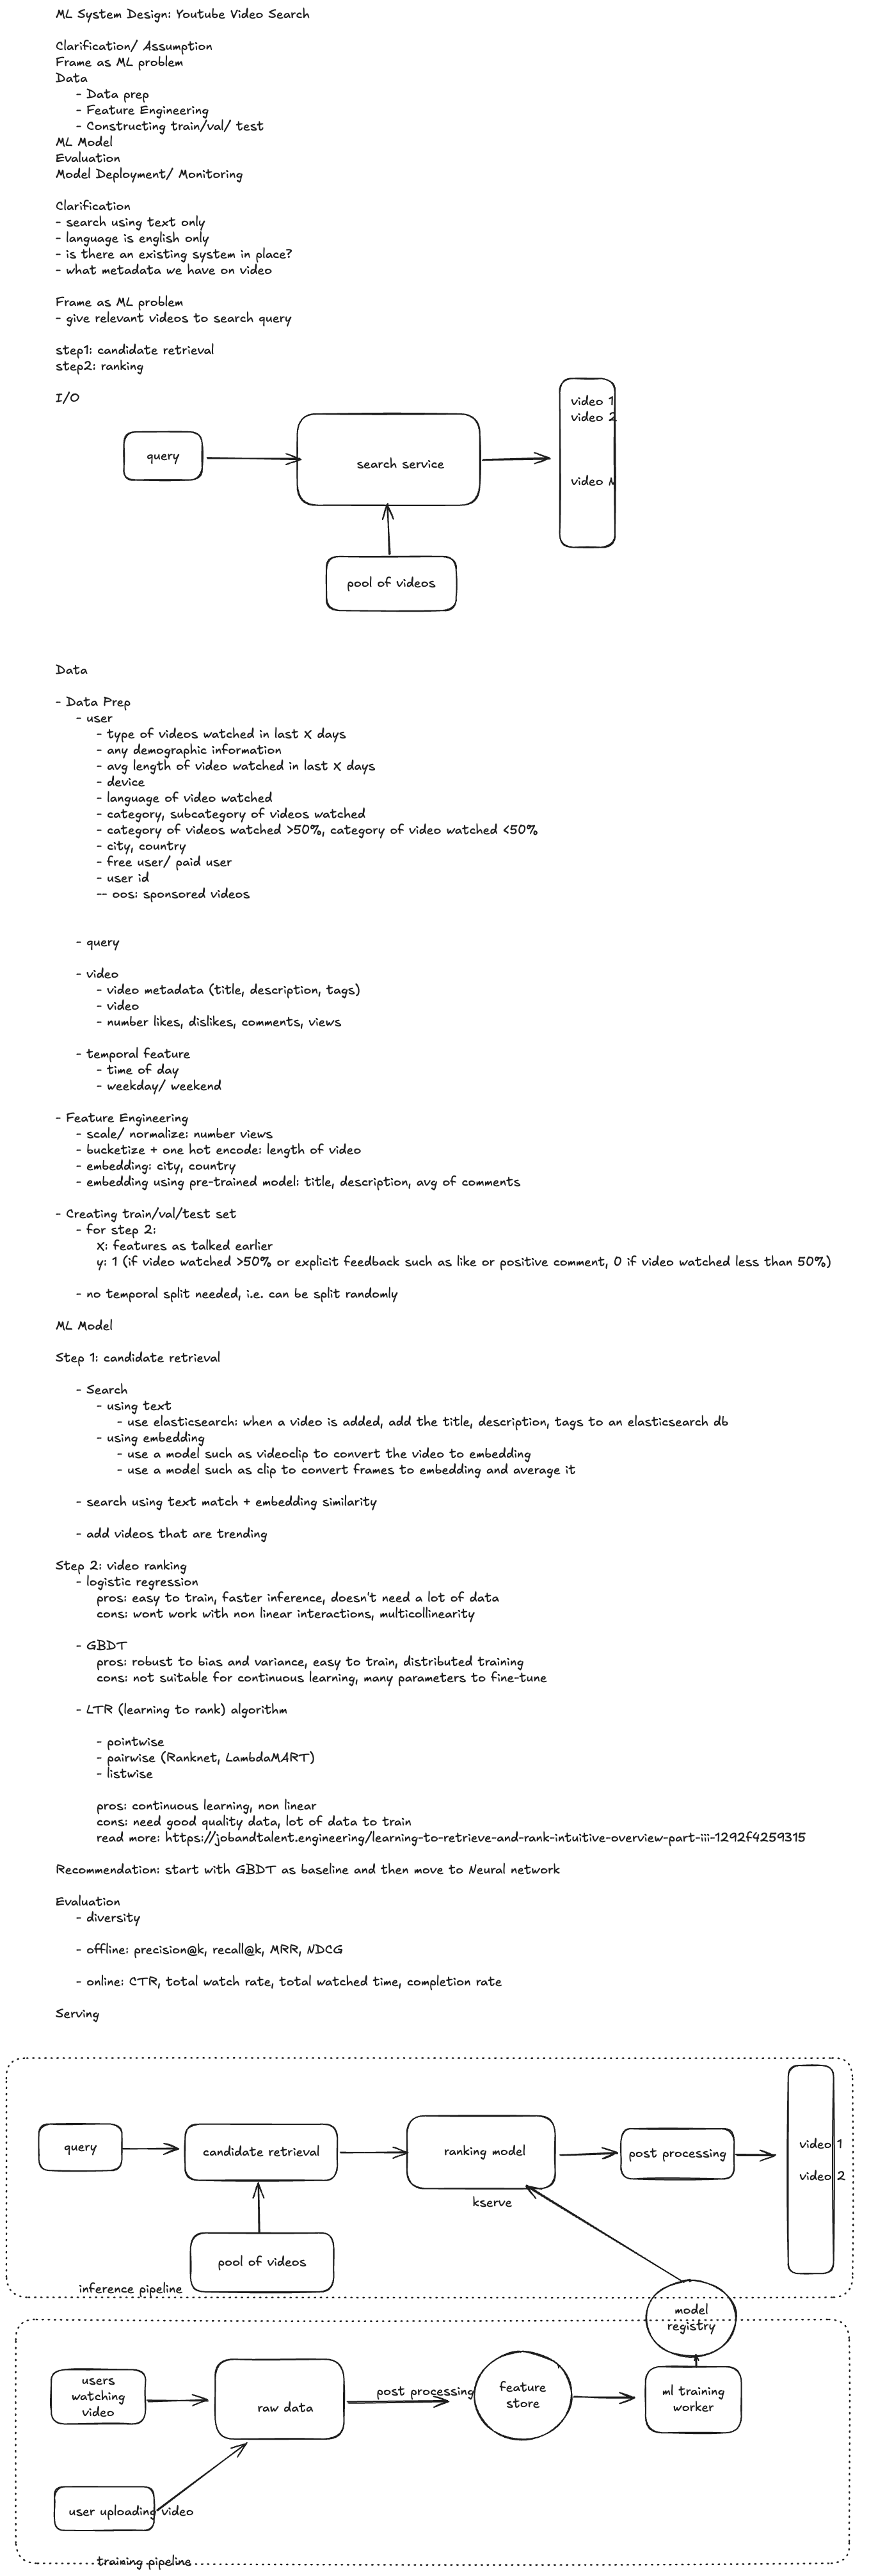 ML System Design: Youtube Video Search
Clarification/ Assumption
Frame as ML problem
Data
- Data prep
- Feature Engineering
- Constructing train/val/ test
ML Model
Evaluation
Model Deployment/ Monitoring
Clarification
- search using text only
- language is english only
- is there an existing system in place?
- what metadata we have on video
Frame as ML problem
- give relevant videos to search query
step1: candidate retrieval
step2: ranking
I/O
query
search service
pool of videos
video 1
video 2
video N
Data
- Data Prep
- user
- type of videos watched in last X days
- any demographic information
- avg length of video watched in last X days
- device
- language of video watched
- category, subcategory of videos watched
- category of videos watched >50%, category of video watched <50%
- city, country
- free user/ paid user
- user id
-- oos: sponsored videos
- query
- video
- video metadata (title, description, tags)
- video
- number likes, dislikes, comments, views
- temporal feature
- time of day
- weekday/ weekend
- Feature Engineering
- scale/ normalize: number views
- bucketize + one hot encode: length of video
- embedding: city, country
- embedding using pre-trained model: title, description, avg of comments
- Creating train/val/test set
- for step 2:
X: features as talked earlier
y: 1 (if video watched >50% or explicit feedback such as like or positive comment, 0 if video watched less than 50%)
- no temporal split needed, i.e. can be split randomly
ML Model
Step 1: candidate retrieval
- Search
- using text
- use elasticsearch: when a video is added, add the title, description, tags to an elasticsearch db
- using embedding
- use a model such as videoclip to convert the video to embedding
- use a model such as clip to convert frames to embedding and average it
- search using text match + embedding similarity
- add videos that are trending
Step 2: video ranking
- logistic regression
pros: easy to train, faster inference, doesn't need a lot of data
cons: wont work with non linear interactions, multicollinearity
- GBDT
pros: robust to bias and variance, easy to train, distributed training
cons: not suitable for continuous learning, many parameters to fine-tune
- LTR (learning to rank) algorithm
- pointwise
- pairwise (Ranknet, LambdaMART)
- listwise
pros: continuous learning, non linear
cons: need good quality data, lot of data to train
read more: https://jobandtalent.engineering/learning-to-retrieve-and-rank-intuitive-overview-part-iii-1292f4259315
Recommendation: start with GBDT as baseline and then move to Neural network
Evaluation
- diversity
- offline: precision@k, recall@k, MRR, NDCG
- online: CTR, total watch rate, total watched time, completion rate
Serving
query
candidate retrieval
ranking model
post processing
video 1
video 2
kserve
pool of videos
inference pipeline
model
registry
users
watching
video
raw data
post processing
feature
store
ml training
worker
user uploading video
training pipeline